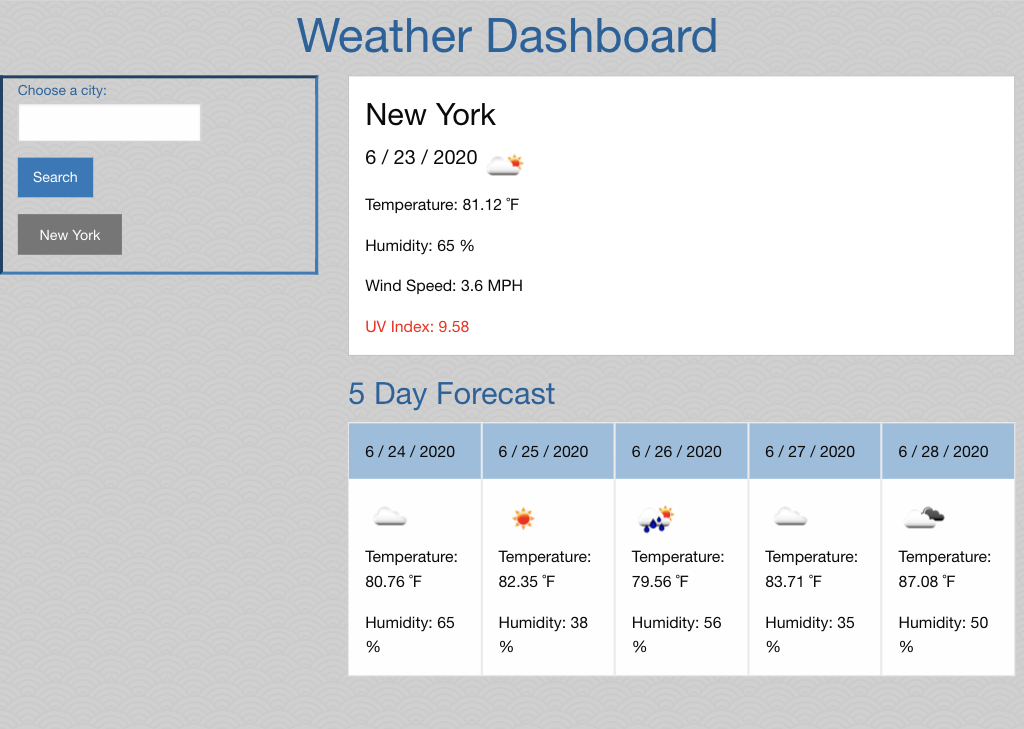 Weather Dashboard
Choose a city:
Search
New York
New York
6 / 23 / 2020
Temperature: 81.12 °F
Humidity: 65 %
Wind Speed: 3.6 MPH
UV Index: 9.58
5 Day Forecast
6 / 24 / 2020
Temperature:
80.76 °F
Humidity: 65
%
6 / 25 / 2020
Temperature:
82.35 °F
Humidity: 38
%
6 / 26 / 2020
Temperature:
79.56 °F
Humidity: 56
%
6 / 27 / 2020
Temperature:
83.71 °F
Humidity: 35
%
6 / 28 / 2020
Temperature:
87.08 °F
Humidity: 50
%